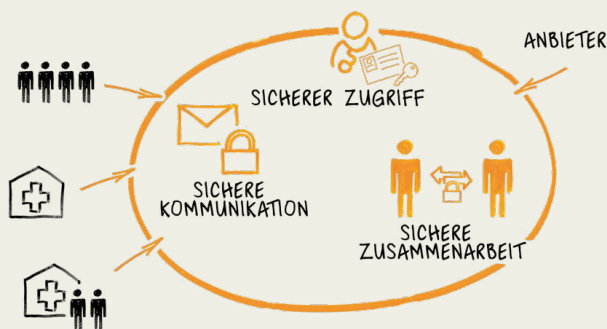 ANBIETER
SICHERER ZUGRIFF
SICHERE
KOMMUNIKATION
SICHERE
ZUSAMMENARBEIT